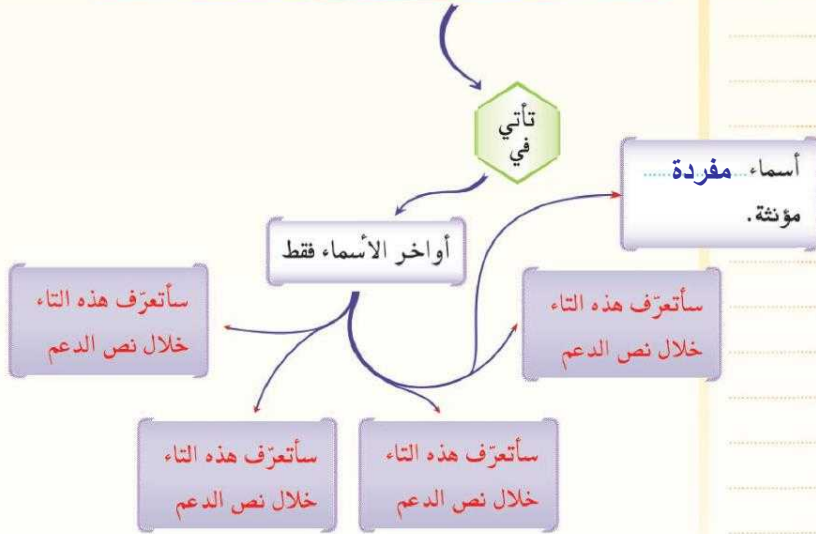 تأتي
في
أسماء مفردة
مؤنثة.
أواخر الأسماء فقط
سأتعرّف هذه التاء
خلال نص الدعم
سأتعرّف هذه التاء
خلال نص الدعم
سأتعرّف هذه التاء
خلال نص الدعم
سأتعرّف هذه التاء
خلال نص الدعم